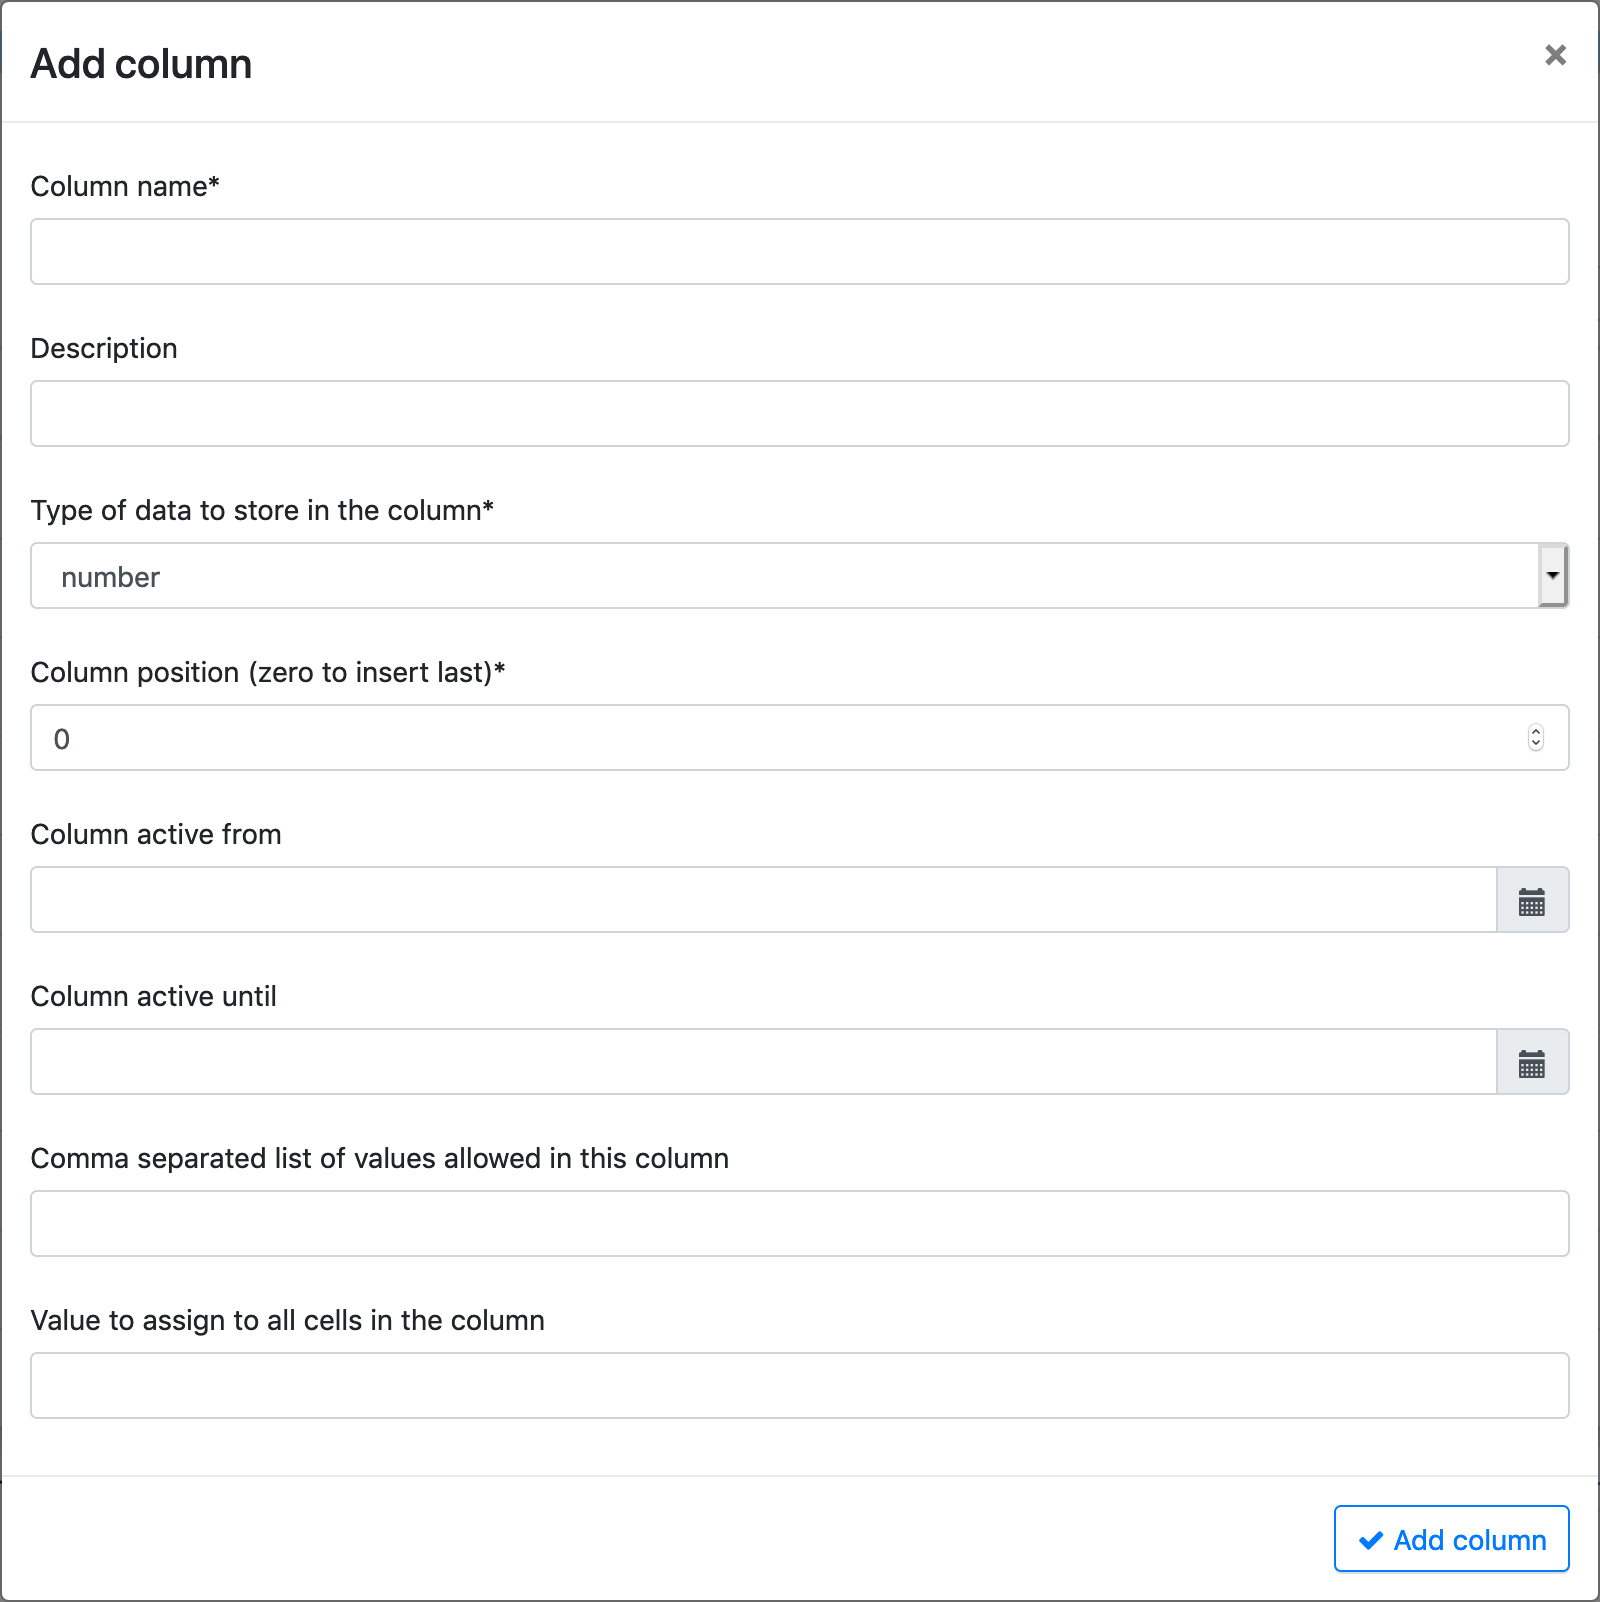 Add column
Column name*
Description
Type of data to store in the column*
number
Column position (zero to insert last)*
0
Column active from
Column active until
Comma separated list of values allowed in this column
Value to assign to all cells in the column
Add column